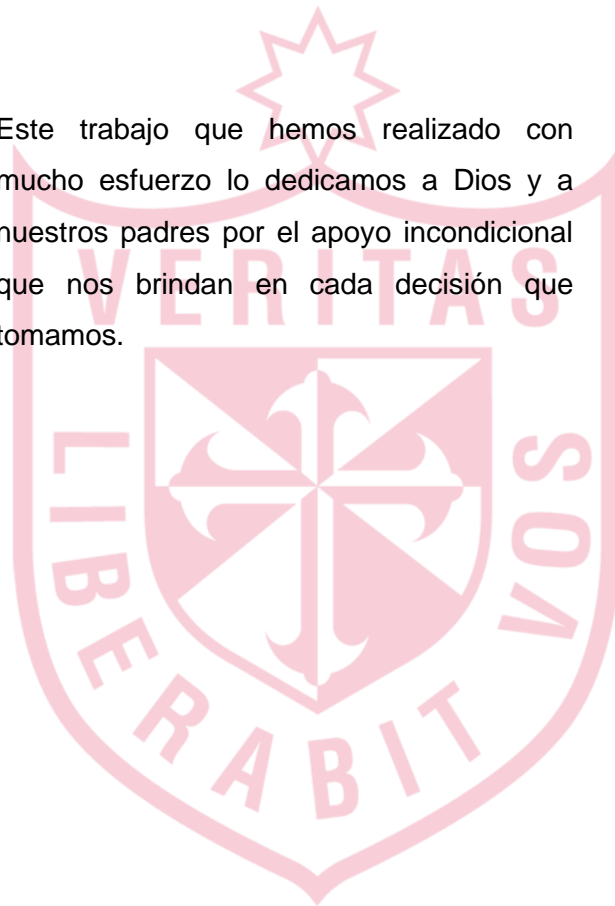 Este trabajo que hemos realizado con
mucho esfuerzo lo dedicamos a Dios y a
nuestros padres por el apoyo incondicional
que nos brindan en cada decisión que
tomamos.
VERITAS
LIBERABIT VOS